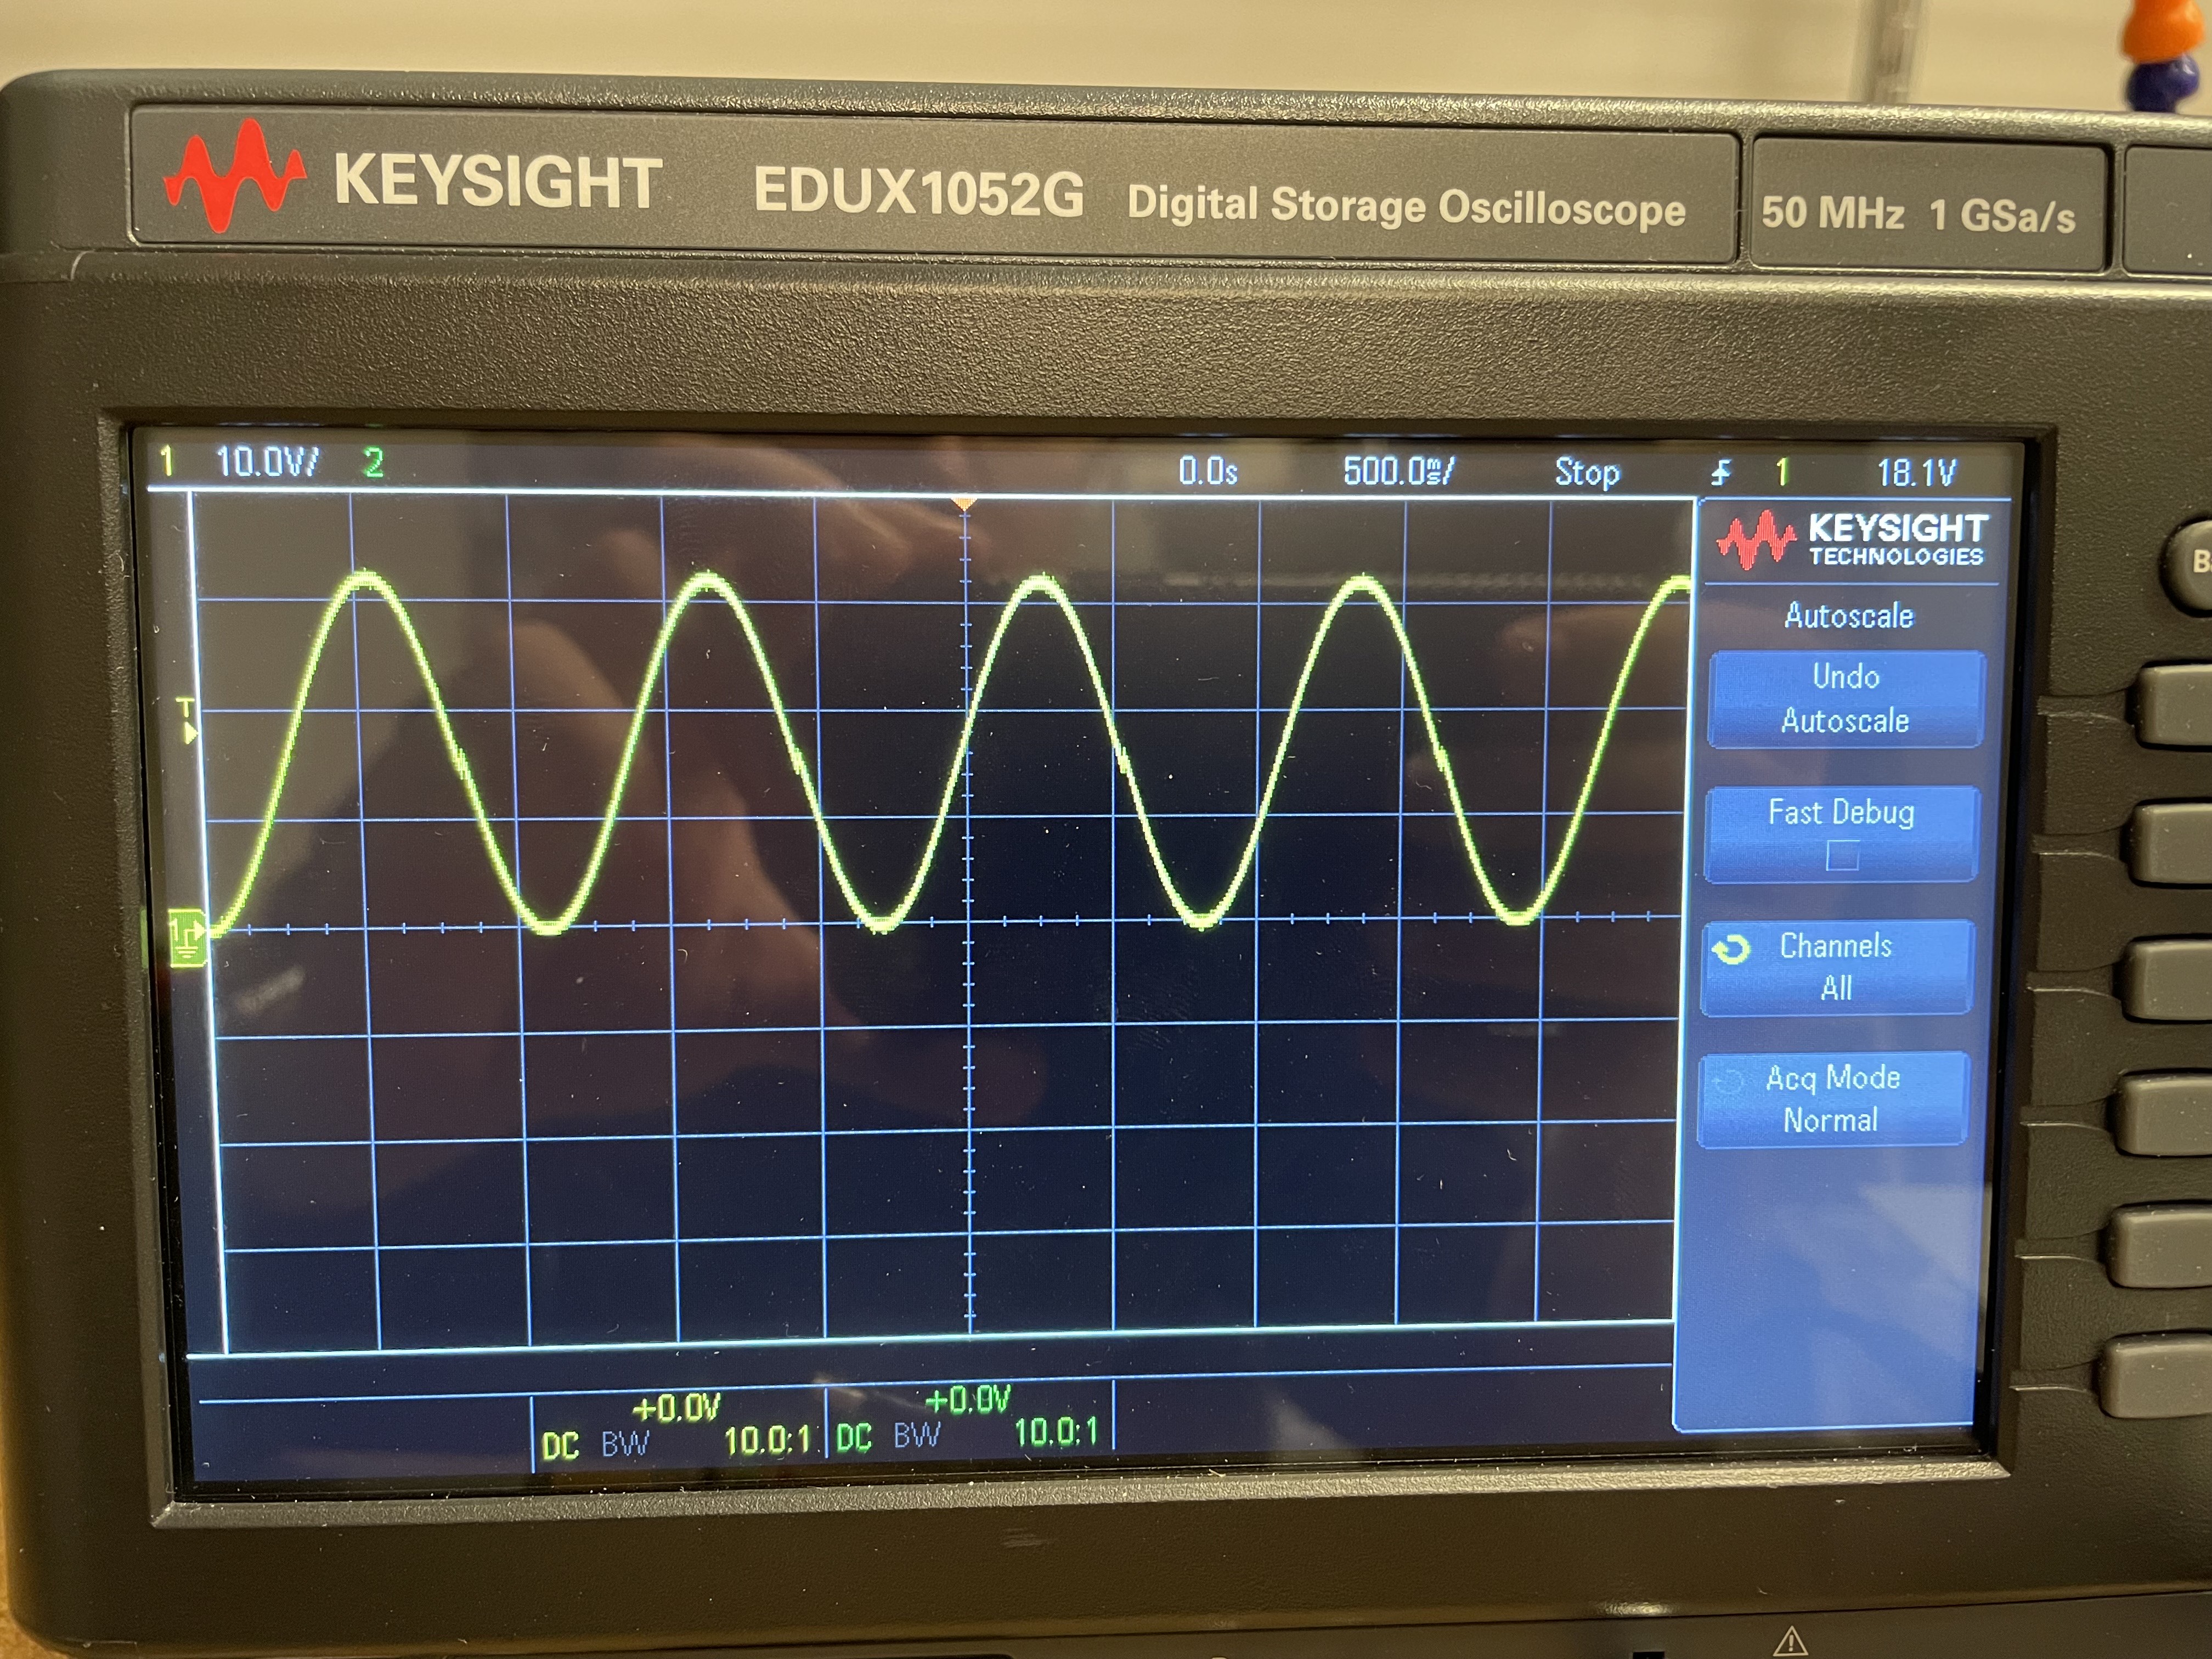 KEYSIGHT EDUX1052G Digital Storage Oscilloscope 50 MHz 1 GSa/s
1 10.0V/ 2 0.0s 500.0ms/ Stop 1 18.1V
KEYSIGHT
TECHNOLOGIES
Autoscale
Undo
Autoscale
T
Fast Debug
1
Channels
All
Acq Mode
Normal
+0.0V +0.0V
DC BW 10.0:1 DC BW 10.0:1